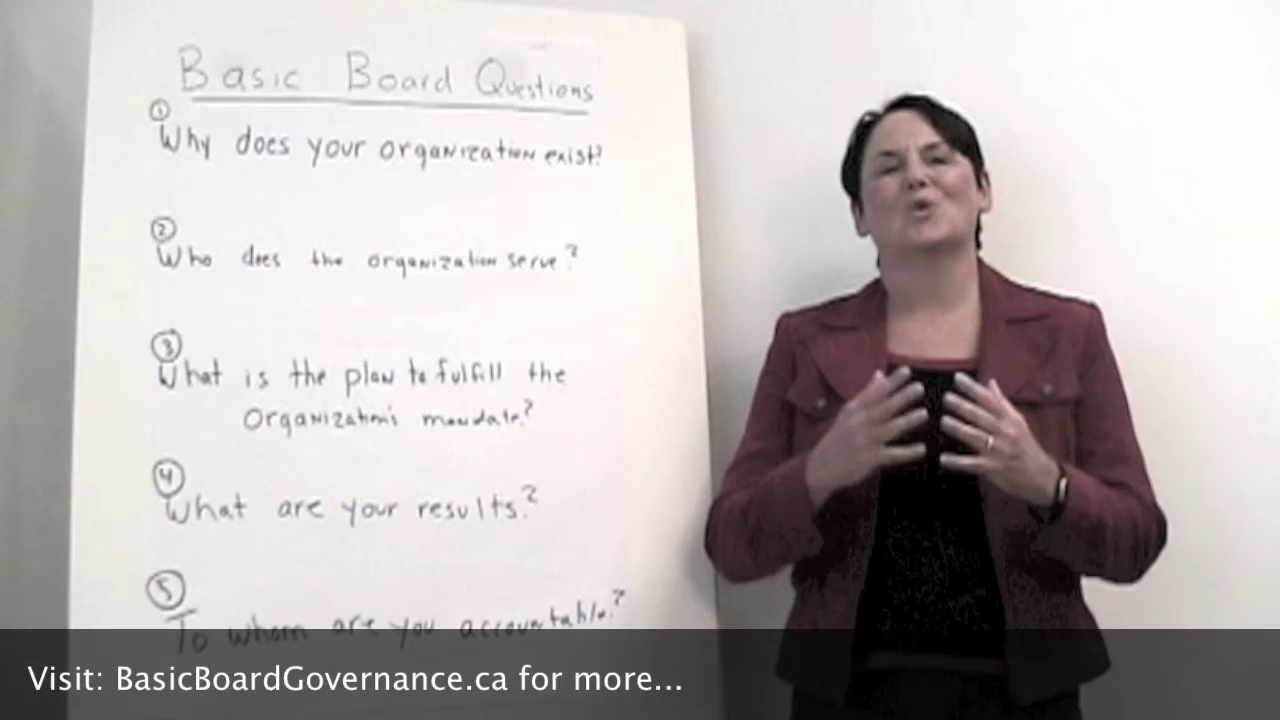 Basic Board Questions
1
Why does your organization exist?
2
Who does the organization serve?
3
What is the plan to fulfill the
Organization's mandate?
4
What are your results?
5
To whom are you accountable?
Visit: BasicBoardGovernance.ca for more...